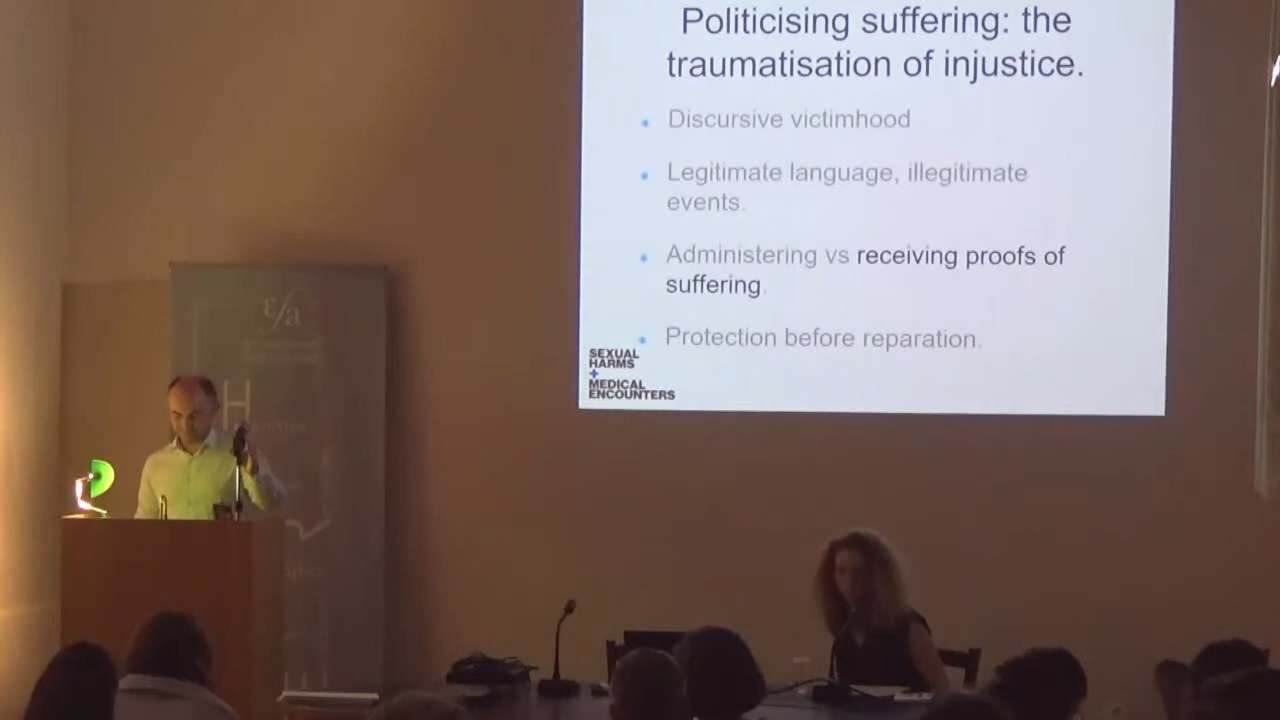 Politicising suffering: the
traumatisation of injustice.
Discursive victimhood
Legitimate language, illegitimate
events.
Administering vs receiving proofs of
suffering.
Protection before reparation.
SEXUAL
HARMS
+
MEDICAL
ENCOUNTERS
εfa
H